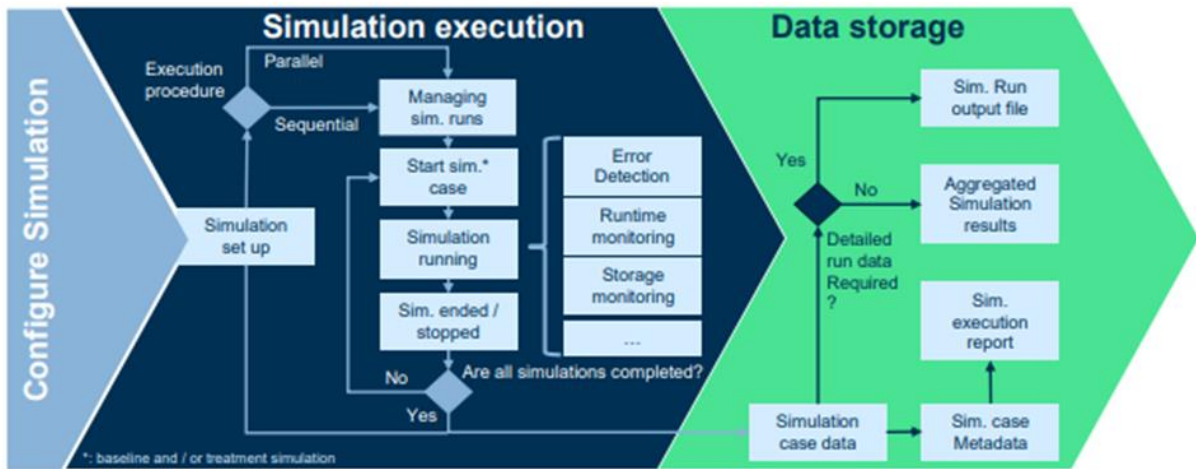 Configure Simulation
Simulation execution
Execution
procedure
Parallel
Sequential
Simulation
set up
Managing
sim. runs
Start sim.*
case
Simulation
running
Sim. ended /
stopped
Error
Detection
Runtime
monitoring
Storage
monitoring
...
No
Are all simulations completed?
Yes
*: baseline and / or treatment simulation
Data storage
Sim. Run
output file
Yes
No
Aggregated
Simulation
results
Detailed
run data
Required
?
Sim.
execution
report
Simulation
case data
Sim. case
Metadata